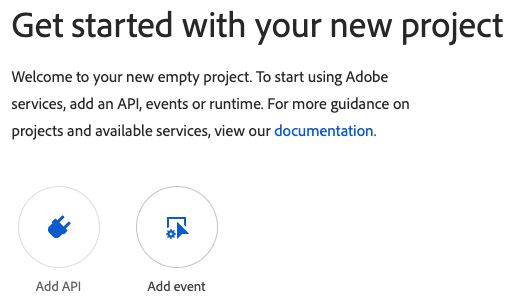 Get started with your new project
Welcome to your new empty project. To start using Adobe
services, add an API, events or runtime. For more guidance on
projects and available services, view our documentation.
Add API
Add event